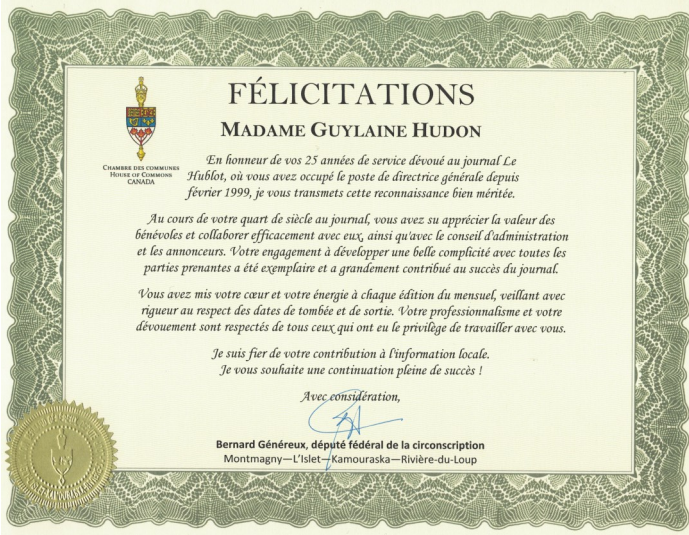 FÉLICITATIONS
MADAME GUYLAINE HUDON
CHAMBRE DES COMMUNES
HOUSE OF COMMONS
CANADA
En honneur de vos 25 années de service dévoué au journal Le
Hublot, où vous avez occupé le poste de directrice générale depuis
février 1999, je vous transmets cette reconnaissance bien méritée.
Au cours de votre quart de siècle au journal, vous avez su apprécier la valeur des
bénévoles et collaborer efficacement avec eux, ainsi qu'avec le conseil d'administration
et les annonceurs. Votre engagement à développer une belle complicité avec toutes les
parties prenantes a été exemplaire et a grandement contribué au succès du journal.
Vous avez mis votre cœur et votre énergie à chaque édition du mensuel, veillant avec
rigueur au respect des dates de tombée et de sortie. Votre professionnalisme et votre
dévouement sont respectés de tous ceux qui ont eu le privilège de travailler avec vous.
Je suis fier de votre contribution à l'information locale.
Je vous souhaite une continuation pleine de succès !
Avec considération,
Bernard Généreux, député fédéral de la circonscription
Montmagny—L'Islet—Kamouraska—Rivière-du-Loup